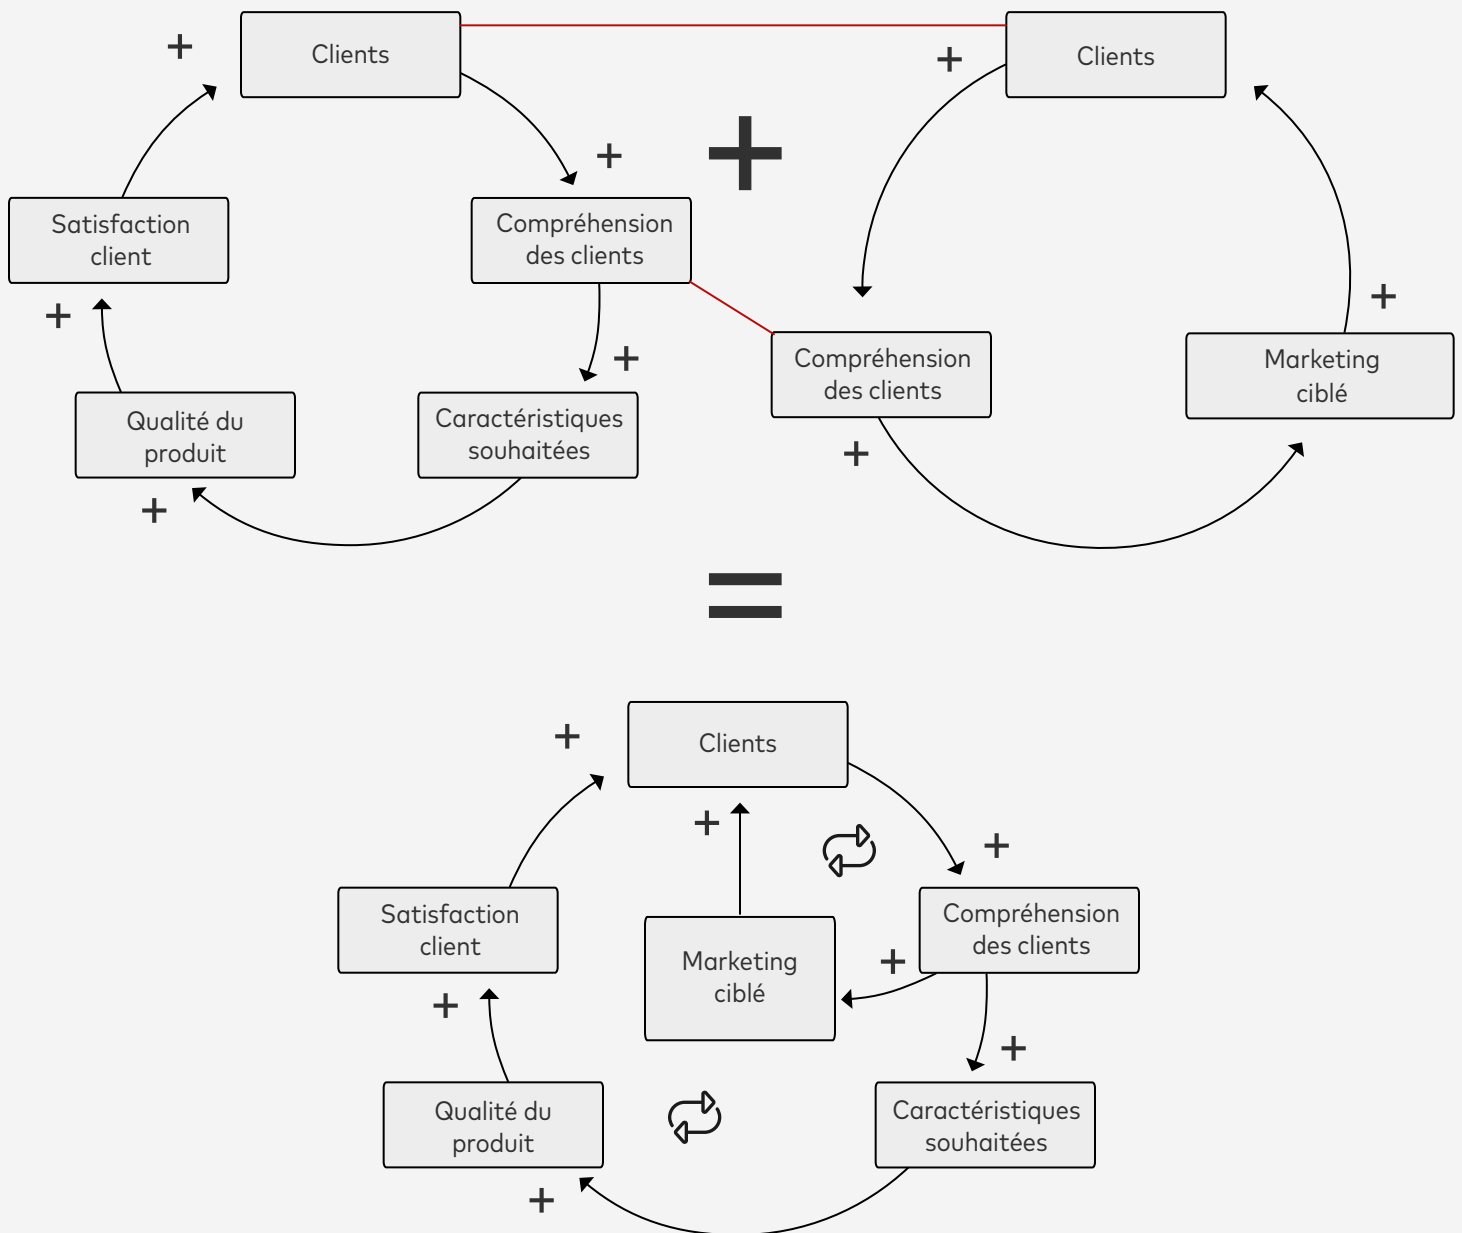 +
Clients
+
Clients
+
+
+
Satisfaction
client
Compréhension
des clients
+
+
+
Compréhension
des clients
Marketing
ciblé
Qualité du
produit
Caractéristiques
souhaitées
+
+
=
+
Clients
+
+
Satisfaction
client
Marketing
ciblé
+
Compréhension
des clients
+
+
Qualité du
produit
Caractéristiques
souhaitées
+